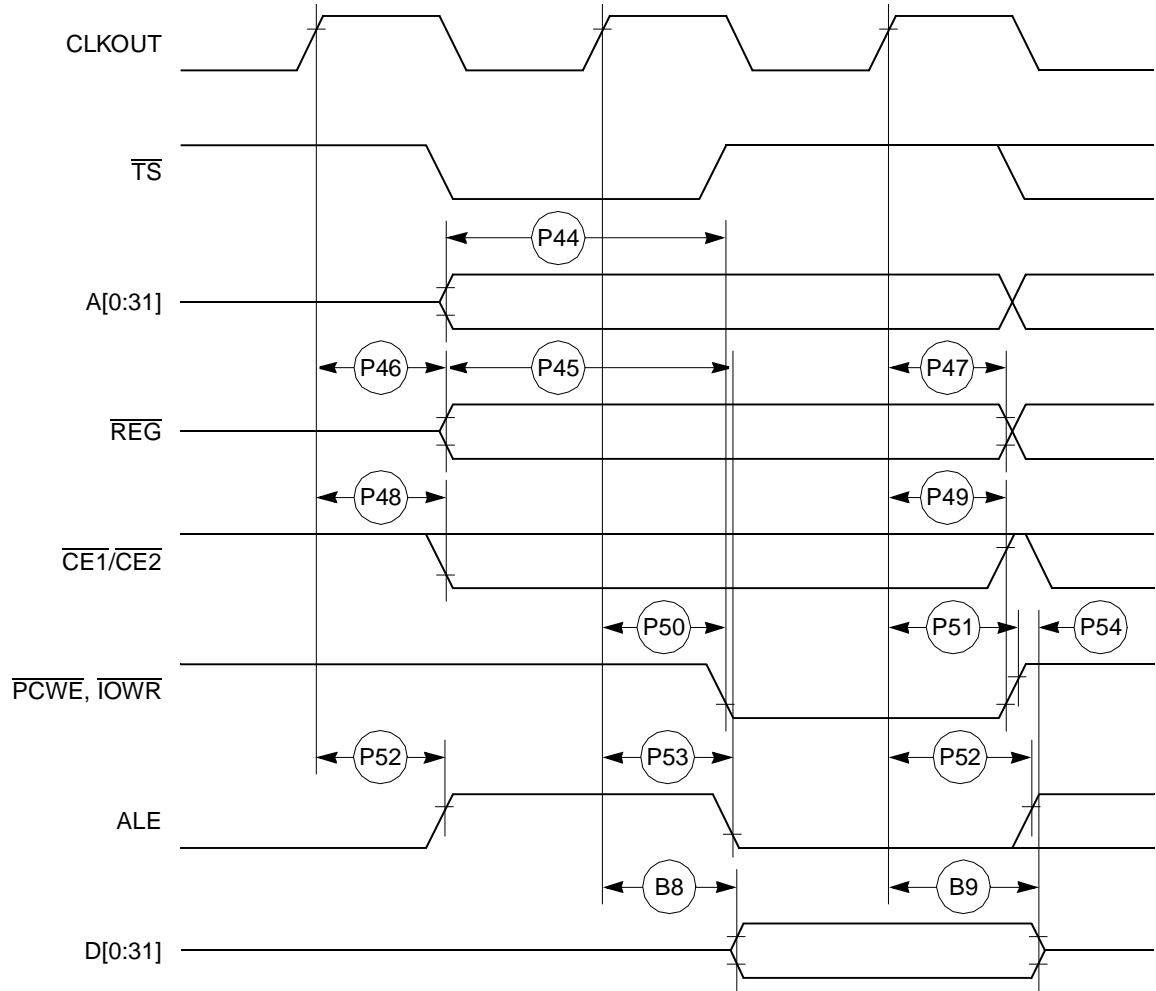 CLKOUT
TS
P44
A[0:31]
P46 P45 P47
REG
P48 P49
CE1/CE2
P50 P51 P54
PCWE, IOWR
P52 P53 P52
ALE
B8 B9
D[0:31]